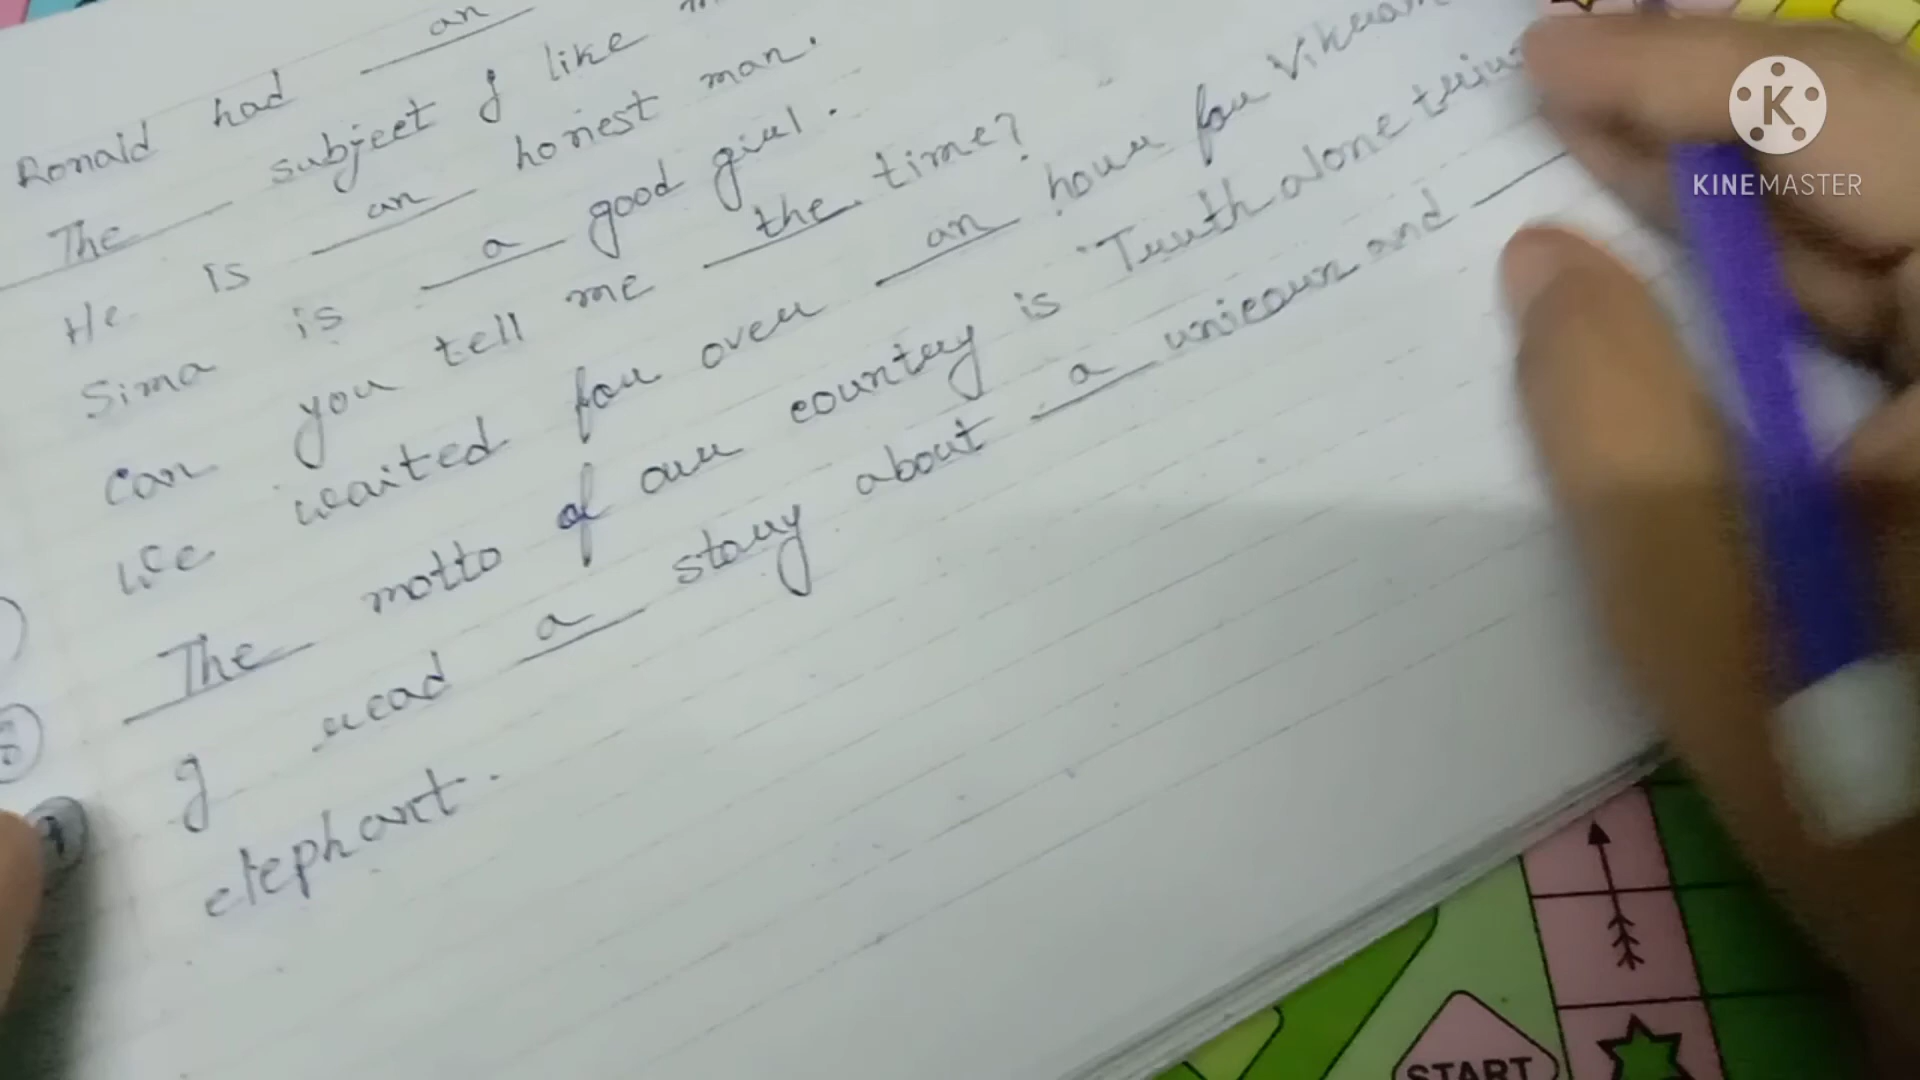 Ronald had an
The subject I like
He is an honest man.
Sima is a good girl.
Can you tell me the time?
We waited for over an hour for Vikram
The motto of our country is 'Truth alone
I read a story about a unicorn and ___
elephant.
KINEMASTER
START